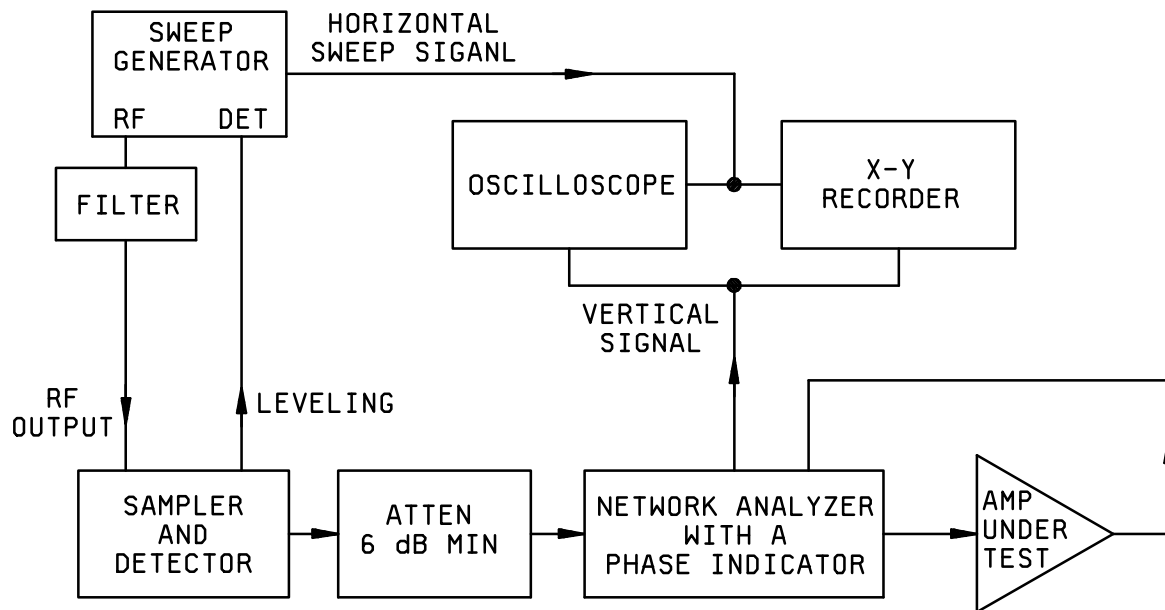 SWEEP
GENERATOR
RF DET
HORIZONTAL
SWEEP SIGANL
FILTER
OSCILLOSCOPE
X-Y
RECORDER
VERTICAL
SIGNAL
RF
OUTPUT
LEVELING
SAMPLER
AND
DETECTOR
ATTEN
6 dB MIN
NETWORK ANALYZER
WITH A
PHASE INDICATOR
AMP
UNDER
TEST